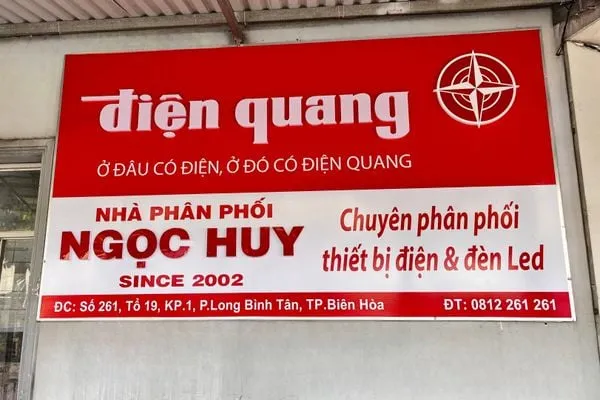 điện quang
Ở ĐÂU CÓ ĐIỆN, Ở ĐÓ CÓ ĐIỆN QUANG
NHÀ PHÂN PHỐI
NGỌC HUY
SINCE 2002
Chuyên phân phối
thiết bị điện & đèn Led
ĐC: Số 261, Tổ 19, KP.1, P.Long Bình Tân, TP.Biên Hòa
ĐT: 0812 261 261